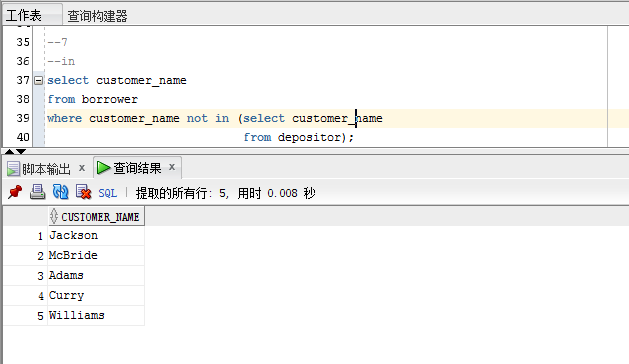 工作表 查询构建器
35 --7
36 --in
37 select customer_name
38 from borrower
39 where customer_name not in (select customer_name
40 from depositor);
脚本输出 x 查询结果 x
SQL | 提取的所有行: 5, 用时 0.008 秒
CUSTOMER_NAME
1 Jackson
2 McBride
3 Adams
4 Curry
5 Williams